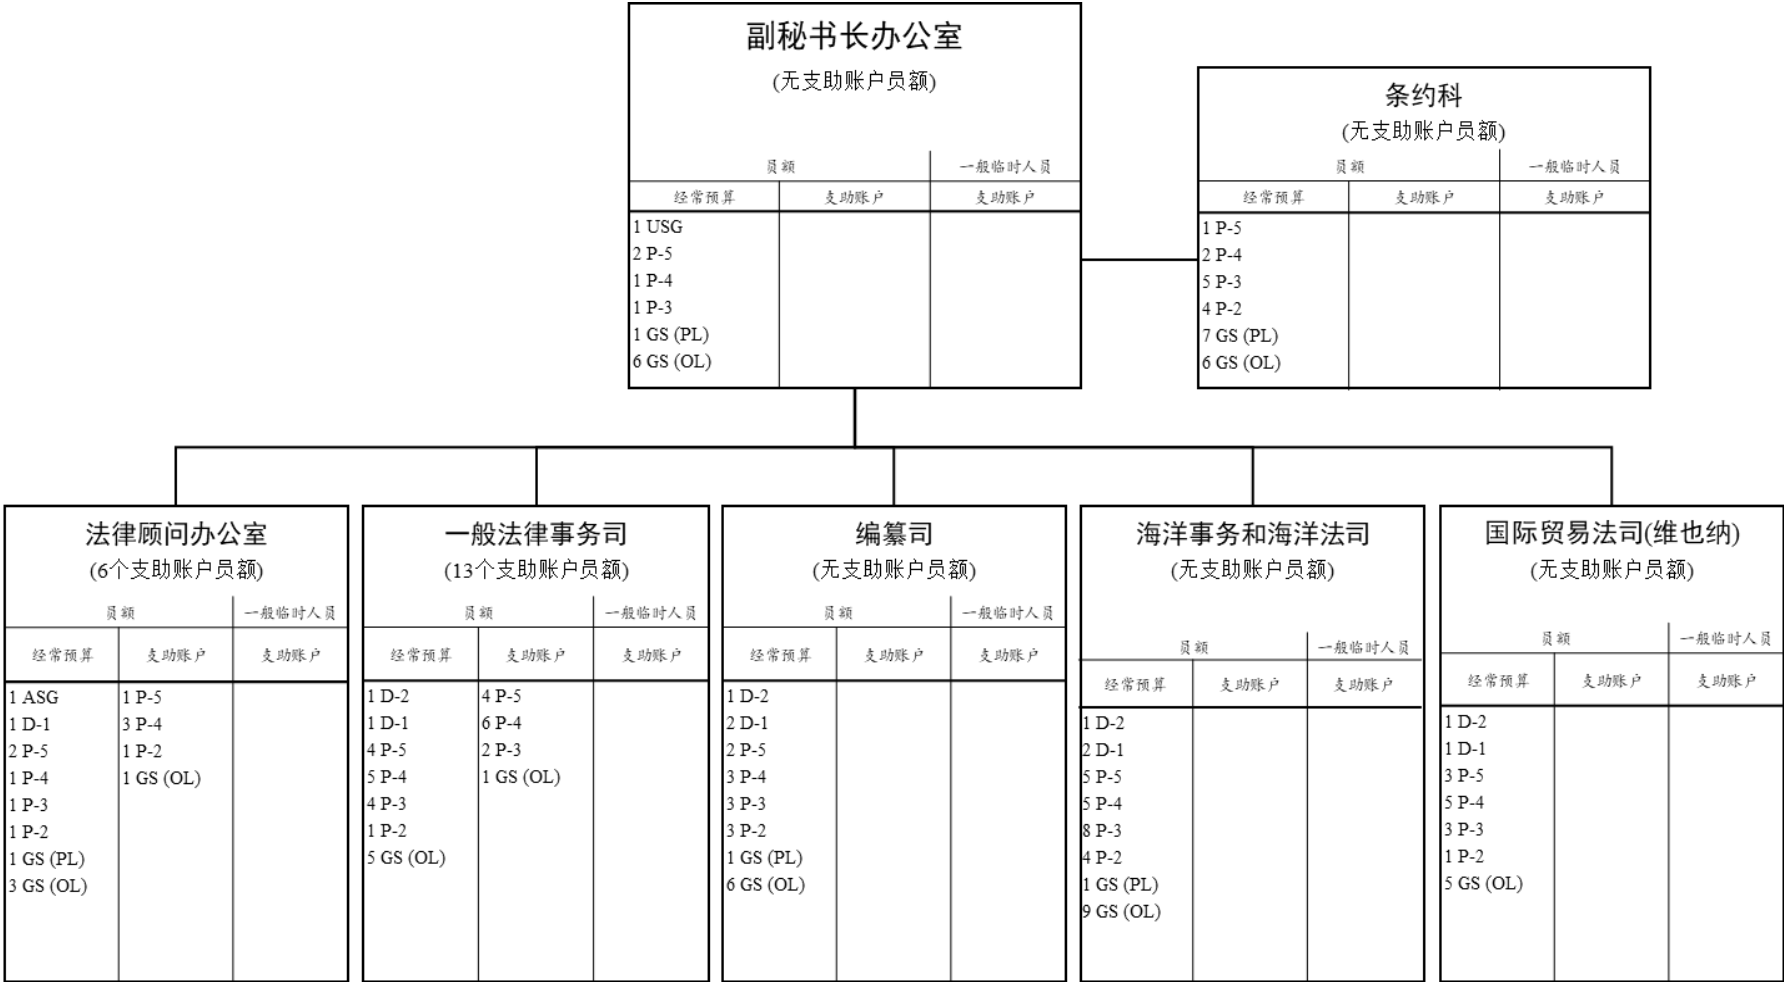 副秘书长办公室
(无支助账户员额)
员额 一般临时人员
经常预算 支助账户 支助账户
1 USG
2 P-5
1 P-4
1 P-3
1 GS (PL)
6 GS (OL)
条约科
(无支助账户员额)
员额 一般临时人员
经常预算 支助账户 支助账户
1 P-5
2 P-4
5 P-3
4 P-2
7 GS (PL)
6 GS (OL)
法律顾问办公室
(6个支助账户员额)
员额 一般临时人员
经常预算 支助账户 支助账户
1 ASG 1 P-5
1 D-1 3 P-4
2 P-5 1 P-2
1 P-4 1 GS (OL)
1 P-3
1 P-2
1 GS (PL)
3 GS (OL)
一般法律事务司
(13个支助账户员额)
员额 一般临时人员
经常预算 支助账户 支助账户
1 D-2 4 P-5
1 D-1 6 P-4
4 P-5 2 P-3
5 P-4 1 GS (OL)
4 P-3
1 P-2
5 GS (OL)
编纂司
(无支助账户员额)
员额 一般临时人员
经常预算 支助账户 支助账户
1 D-2
2 D-1
2 P-5
3 P-4
3 P-3
3 P-2
1 GS (PL)
6 GS (OL)
海洋事务和海洋法司
(无支助账户员额)
员额 一般临时人员
经常预算 支助账户 支助账户
1 D-2
2 D-1
5 P-5
5 P-4
8 P-3
4 P-2
1 GS (PL)
9 GS (OL)
国际贸易法司(维也纳)
(无支助账户员额)
员额 一般临时人员
经常预算 支助账户 支助账户
1 D-2
1 D-1
3 P-5
5 P-4
3 P-3
1 P-2
5 GS (OL)